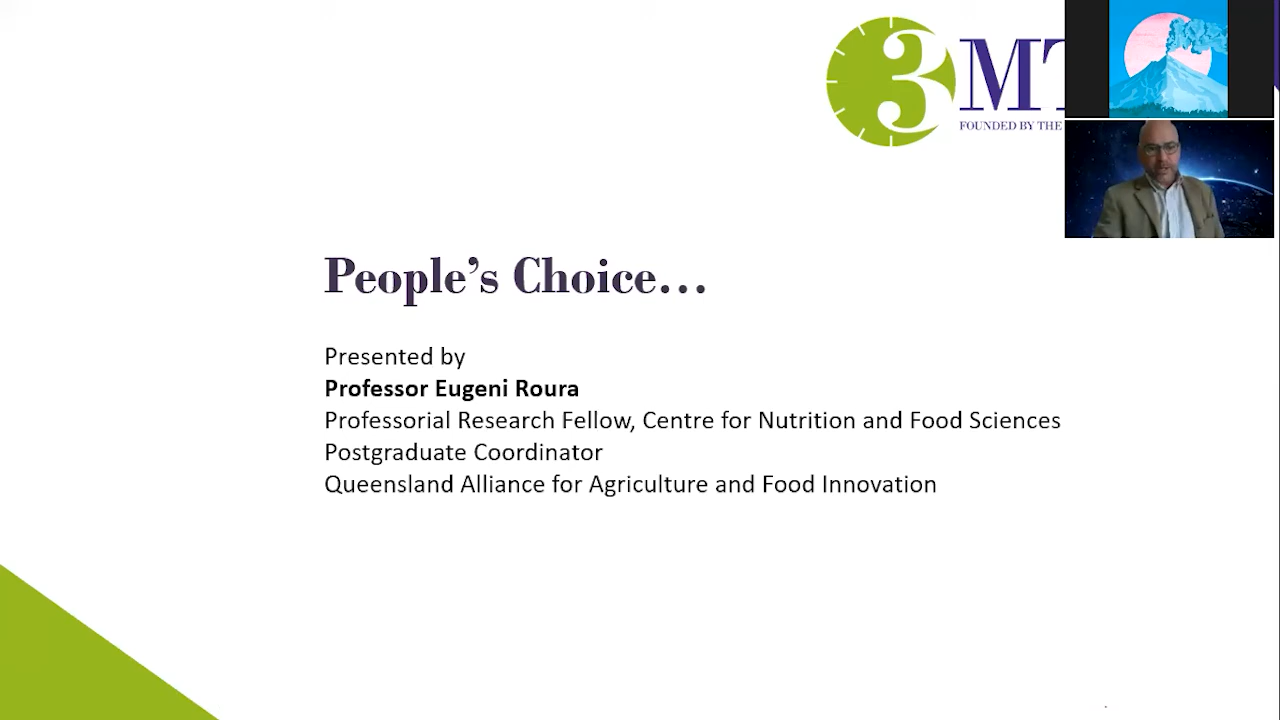 3MT
FOUNDED BY THE
People's Choice...
Presented by
Professor Eugeni Roura
Professorial Research Fellow, Centre for Nutrition and Food Sciences
Postgraduate Coordinator
Queensland Alliance for Agriculture and Food Innovation